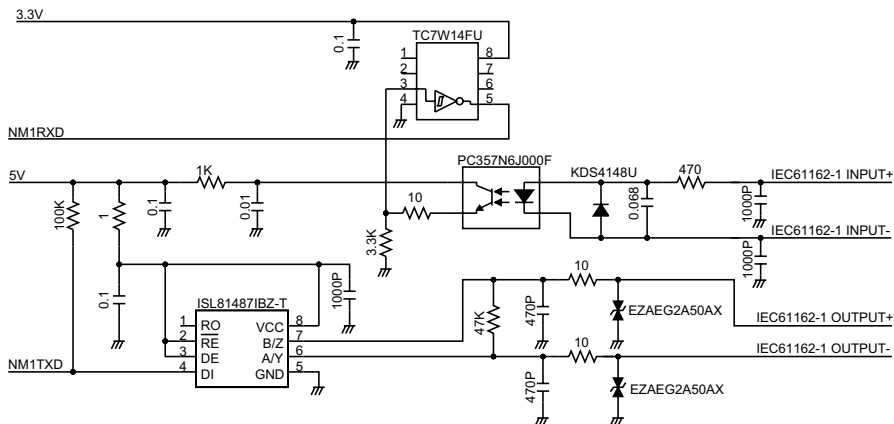 3.3V
0.1
TC7W14FU
1 8
2 7
3 6
4 5
NM1RXD
PC357N6J000F
5V
1K
KDS4148U
470
IEC61162-1 INPUT+
100K
1
0.1
0.01
10
0.068
1000P
3.3K
IEC61162-1 INPUT-
1000P
0.1
ISL81487IBZ-T
1000P
10
1 RO VCC 8
2 RE B/Z 7
3 DE A/Y 6
4 DI GND 5
47K
470P
EZAEG2A50AX
IEC61162-1 OUTPUT+
NM1TXD
10
IEC61162-1 OUTPUT-
470P
EZAEG2A50AX